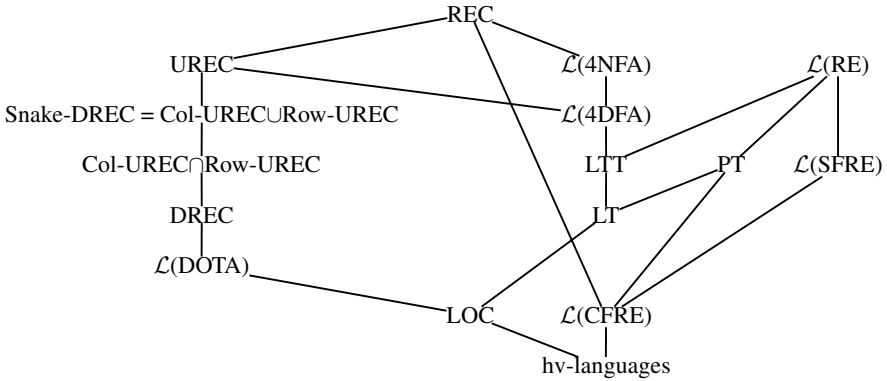 REC
UREC
ℒ(4NFA)
ℒ(RE)
Snake-DREC = Col-UREC∪Row-UREC
ℒ(4DFA)
Col-UREC∩Row-UREC
LTT
PT
ℒ(SFRE)
DREC
LT
ℒ(DOTA)
LOC
ℒ(CFRE)
hv-languages